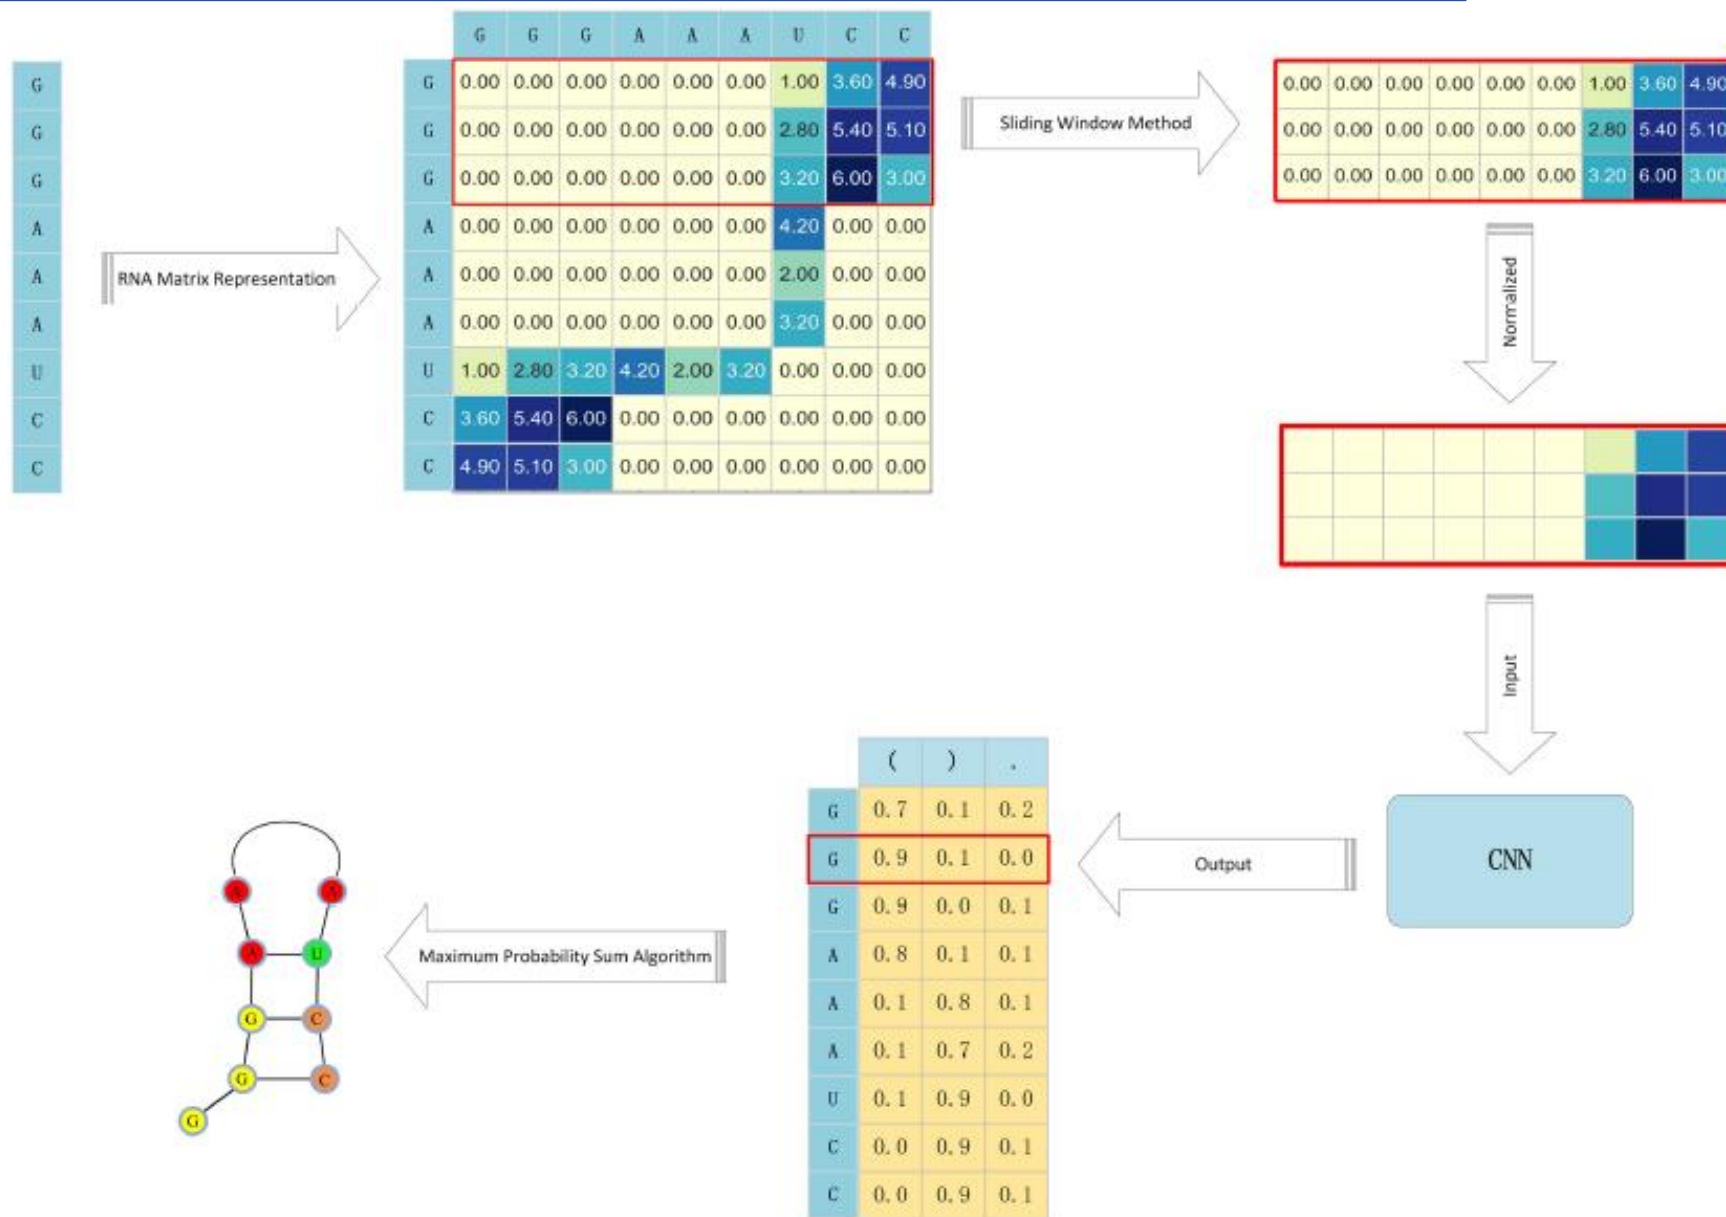 G G G A A A U C C
G
G
G
A
A
A
U
C
C
RNA Matrix Representation
G 0.00 0.00 0.00 0.00 0.00 0.00 1.00 3.60 4.90
G 0.00 0.00 0.00 0.00 0.00 0.00 2.80 5.40 5.10
G 0.00 0.00 0.00 0.00 0.00 0.00 3.20 6.00 3.00
A 0.00 0.00 0.00 0.00 0.00 0.00 4.20 0.00 0.00
A 0.00 0.00 0.00 0.00 0.00 0.00 2.00 0.00 0.00
A 0.00 0.00 0.00 0.00 0.00 0.00 3.20 0.00 0.00
U 1.00 2.80 3.20 4.20 2.00 3.20 0.00 0.00 0.00
C 3.60 5.40 6.00 0.00 0.00 0.00 0.00 0.00 0.00
C 4.90 5.10 3.00 0.00 0.00 0.00 0.00 0.00 0.00
Sliding Window Method
0.00 0.00 0.00 0.00 0.00 0.00 1.00 3.60 4.90
0.00 0.00 0.00 0.00 0.00 0.00 2.80 5.40 5.10
0.00 0.00 0.00 0.00 0.00 0.00 3.20 6.00 3.00
Normalized
Input
CNN
Output
( ) .
G 0.7 0.1 0.2
G 0.9 0.1 0.0
G 0.9 0.0 0.1
A 0.8 0.1 0.1
A 0.1 0.8 0.1
A 0.1 0.7 0.2
U 0.1 0.9 0.0
C 0.0 0.9 0.1
C 0.0 0.9 0.1
Maximum Probability Sum Algorithm
A A
A U
G C
G C
G